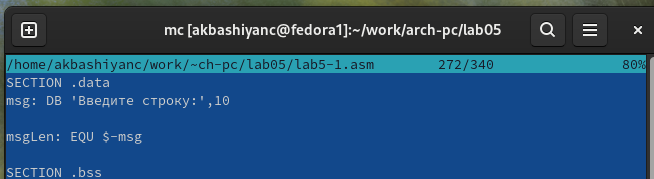 mc [akbashiyanc@fedora1]:~/work/arch-pc/lab05
/home/akbashiyanc/work/~ch-pc/lab05/lab5-1.asm 272/340 80%
SECTION .data
msg: DB 'Введите строку:',10
msgLen: EQU $-msg
SECTION .bss